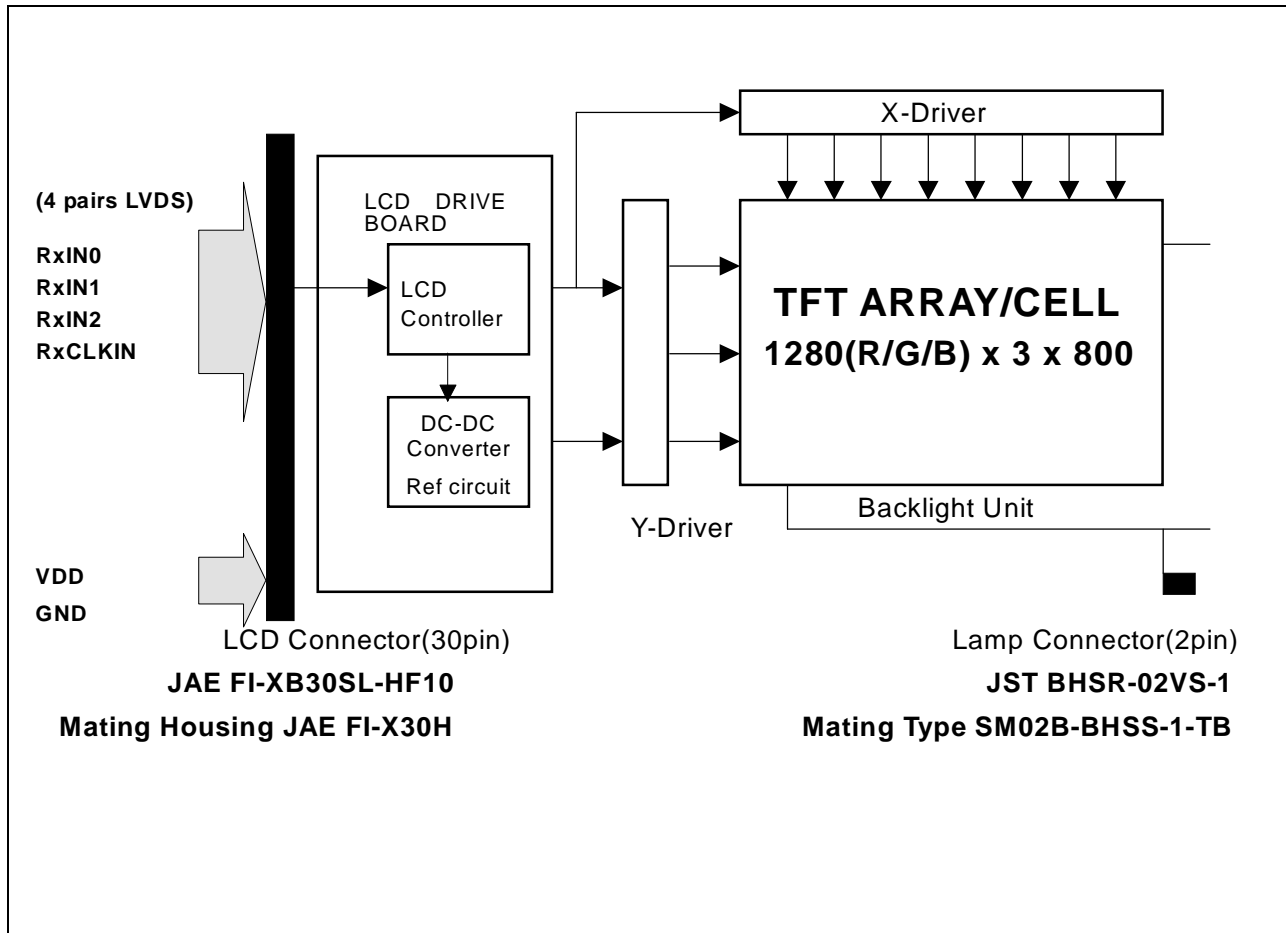 X-Driver
(4 pairs LVDS)
RxIN0
RxIN1
RxIN2
RxCLKIN
LCD DRIVE
BOARD
LCD
Controller
DC-DC
Converter
Ref circuit
TFT ARRAY/CELL
1280(R/G/B) x 3 x 800
Y-Driver
Backlight Unit
VDD
GND
LCD Connector(30pin)
JAE FI-XB30SL-HF10
Mating Housing JAE FI-X30H
Lamp Connector(2pin)
JST BHSR-02VS-1
Mating Type SM02B-BHSS-1-TB